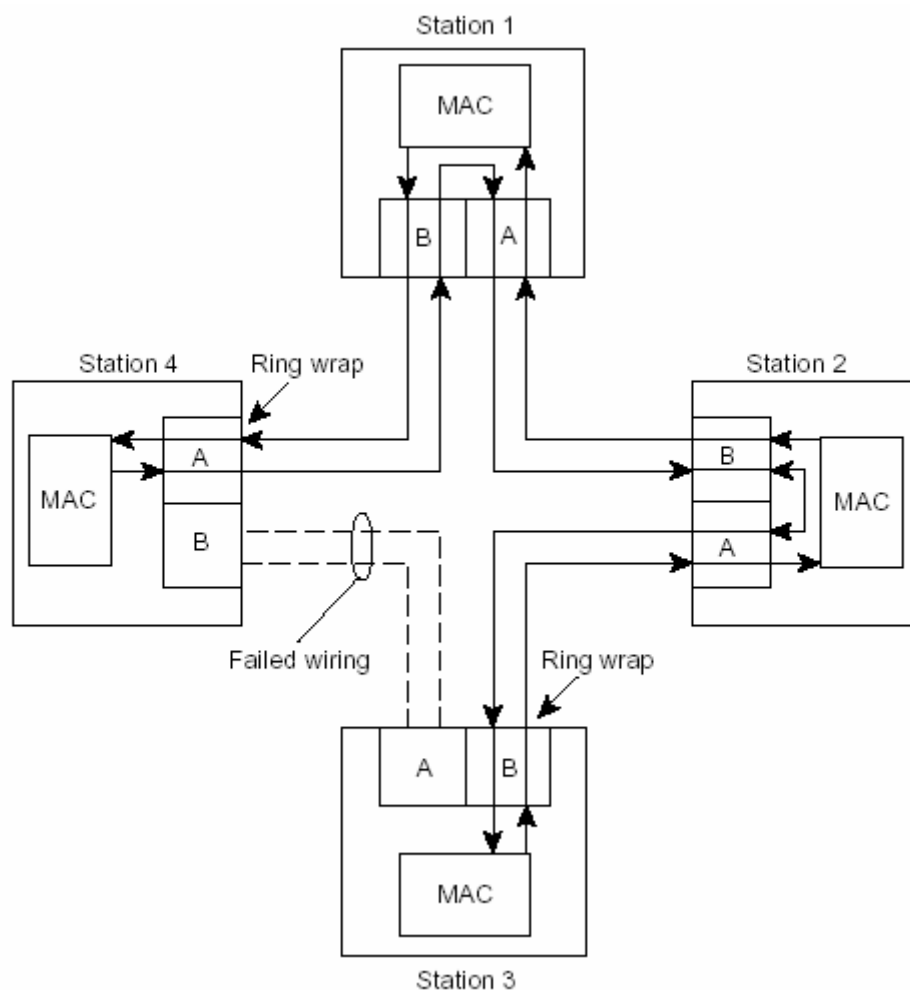 Station 1
MAC
B
A
Station 4
Ring wrap
Station 2
A
MAC
B
B
MAC
A
Failed wiring
Ring wrap
A
B
MAC
Station 3